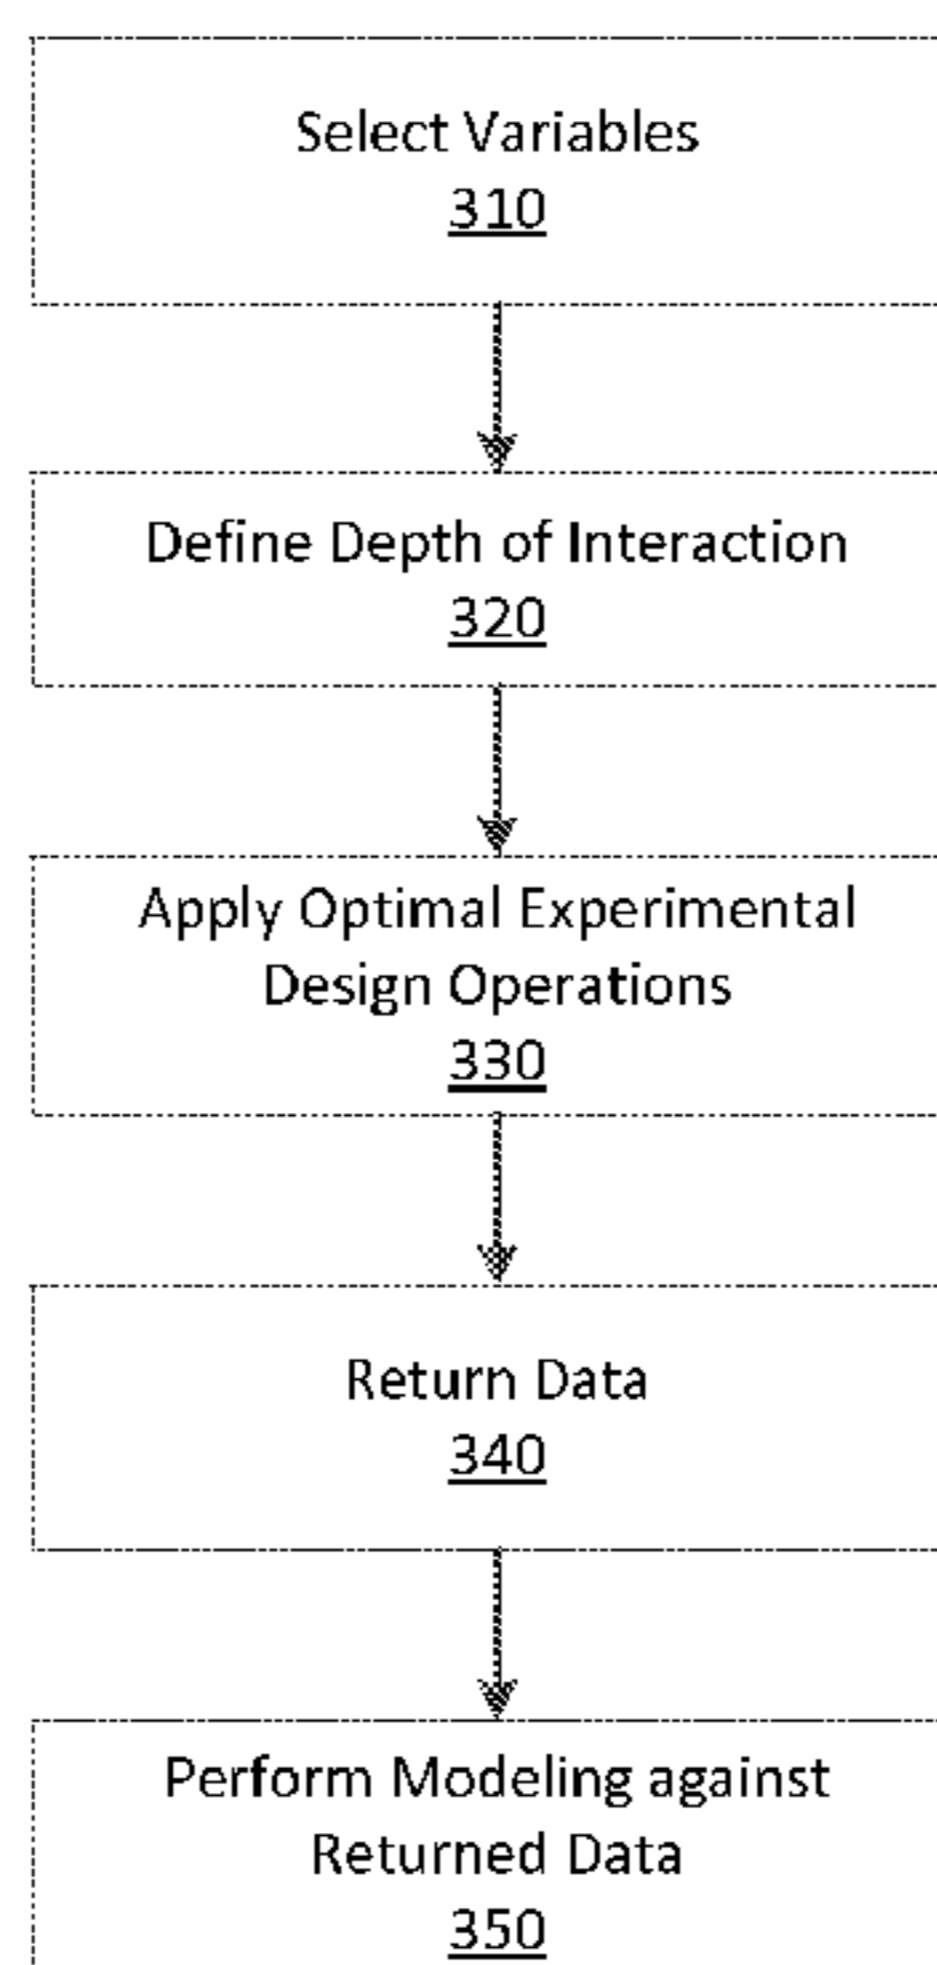 Select Variables
310
Define Depth of Interaction
320
Apply Optimal Experimental
Design Operations
330
Return Data
340
Perform Modeling against
Returned Data
350